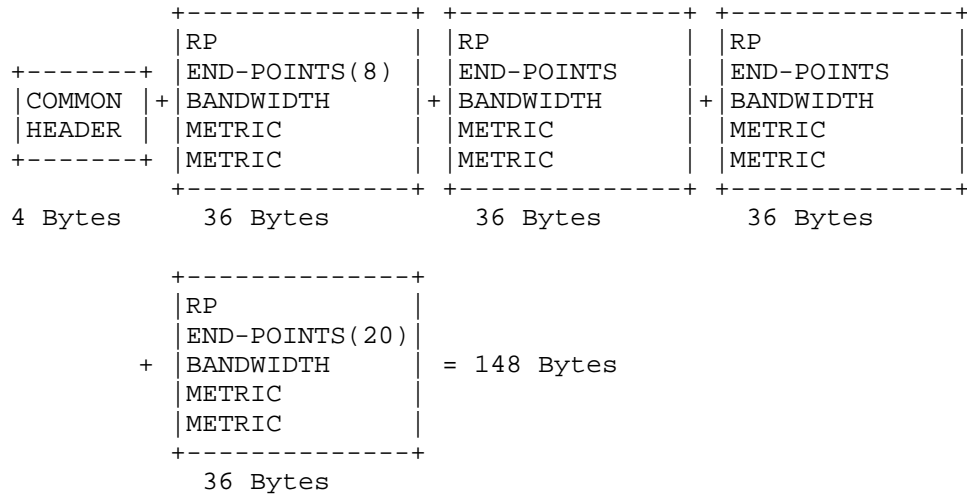 +--------------+ +--------------+ +--------------+
|RP            | |RP            | |RP            |
+-------+ |END-POINTS(8) | |END-POINTS    | |END-POINTS    |
|COMMON |+|BANDWIDTH     |+|BANDWIDTH     |+|BANDWIDTH     |
|HEADER | |METRIC        | |METRIC        | |METRIC        |
+-------+ |METRIC        | |METRIC        | |METRIC        |
+--------------+ +--------------+ +--------------+
4 Bytes     36 Bytes         36 Bytes         36 Bytes
+--------------+
|RP            |
|END-POINTS(20)|
+ |BANDWIDTH     | = 148 Bytes
|METRIC        |
|METRIC        |
+--------------+
36 Bytes